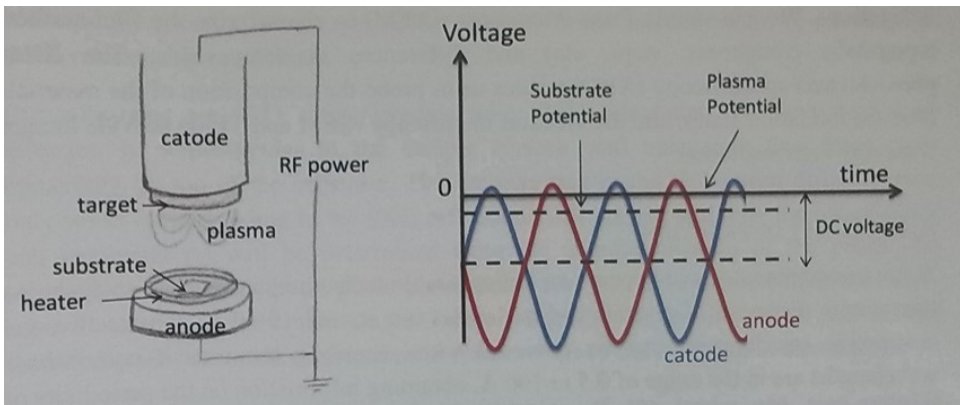 catode
target
plasma
substrate
heater
anode
RF power
Voltage
Substrate
Potential
Plasma
Potential
0
time
DC voltage
anode
catode